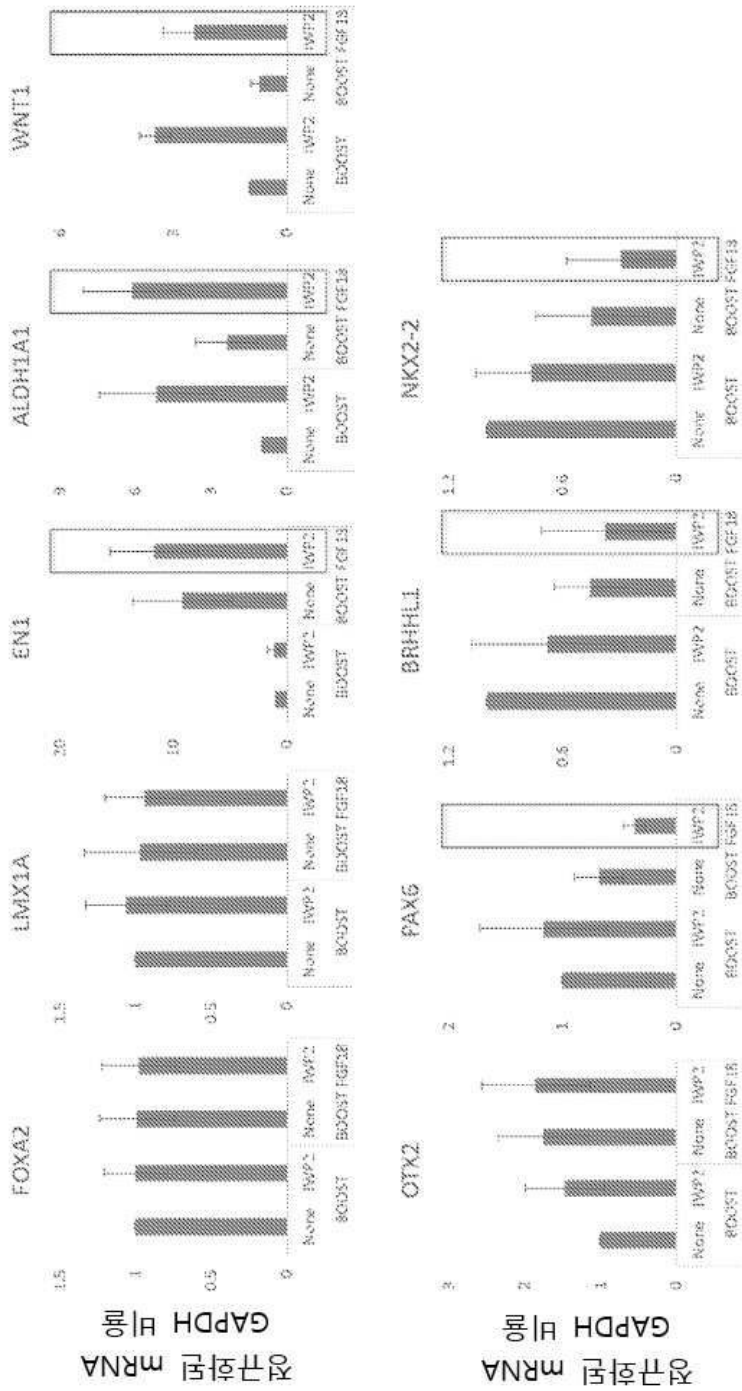 정규화된 mRNA
GAPDH 비율
FOXA2
1.5
1
0.5
0
None IWP2 None IWP2
BOOST BOOST FGF18
LMX1A
1.5
1
0.5
0
None IWP2 None IWP2
BOOST BOOST FGF18
EN1
20
10
0
None IWP2 None IWP2
BOOST BOOST FGF18
ALDH1A1
9
6
3
0
None IWP2 None IWP2
BOOST BOOST FGF18
WNT1
6
3
0
None IWP2 None IWP2
BOOST BOOST FGF18
정규화된 mRNA
GAPDH 비율
OTX2
3
2
1
0
None IWP2 None IWP2
BOOST BOOST FGF18
PAX6
2
1
0
None IWP2 None IWP2
BOOST BOOST FGF18
BRHHL1
1.2
0.6
0
None IWP2 None IWP2
BOOST BOOST FGF18
NKX2-2
1.2
0.6
0
None IWP2 None IWP2
BOOST BOOST FGF18